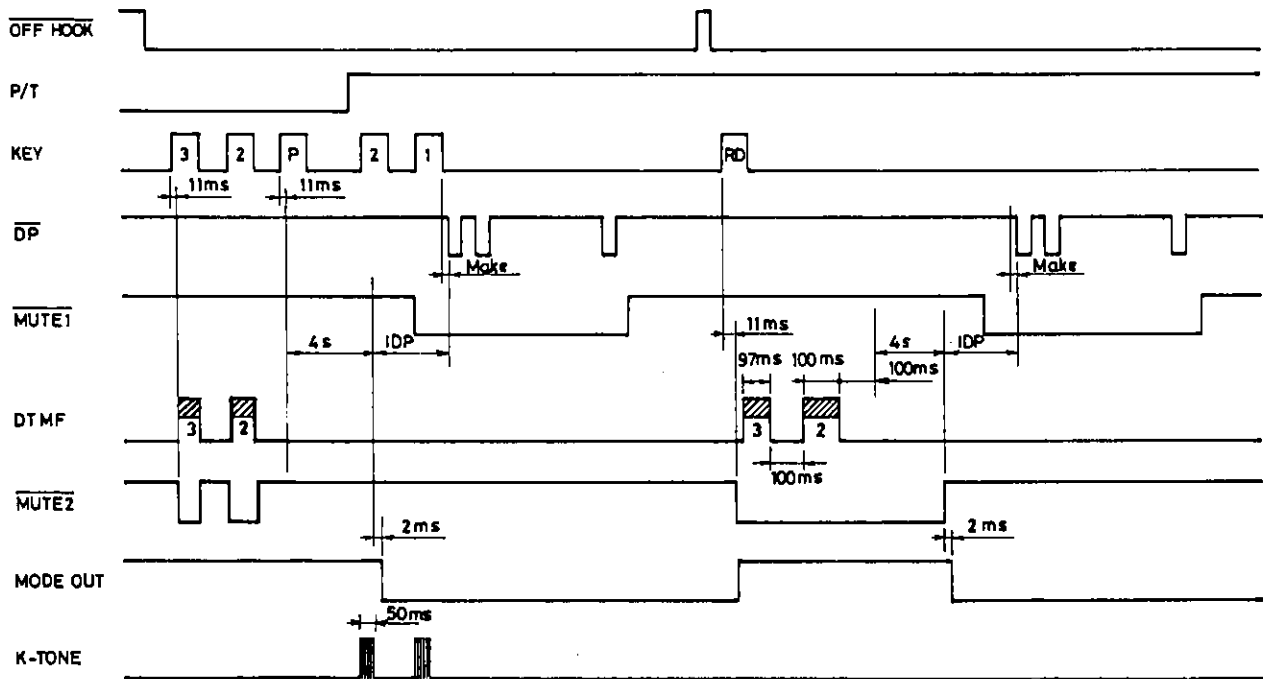 OFF HOOK
P/T
KEY 3 2 P 2 1 RD
11ms 11ms
DP
Make Make
MUTE1
11ms
4s IDP 4s IDP
97ms 100ms 100ms
DTMF
3 2 3 2
100ms
MUTE2
2ms 2ms
MODE OUT
50ms
K-TONE